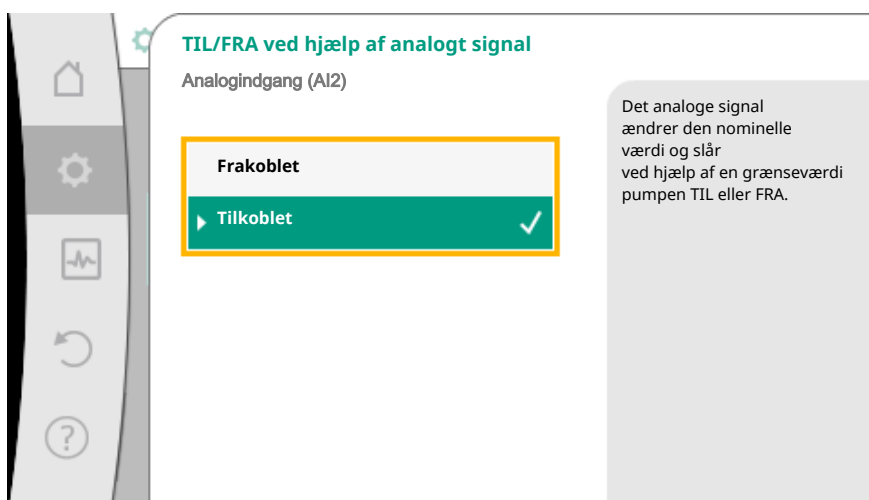 TIL/FRA ved hjælp af analogt signal
Analogindgang (AI2)
Frakoblet
Tilkoblet
Det analoge signal
ændrer den nominelle
værdi og slår
ved hjælp af en grænseværdi
pumpen TIL eller FRA.